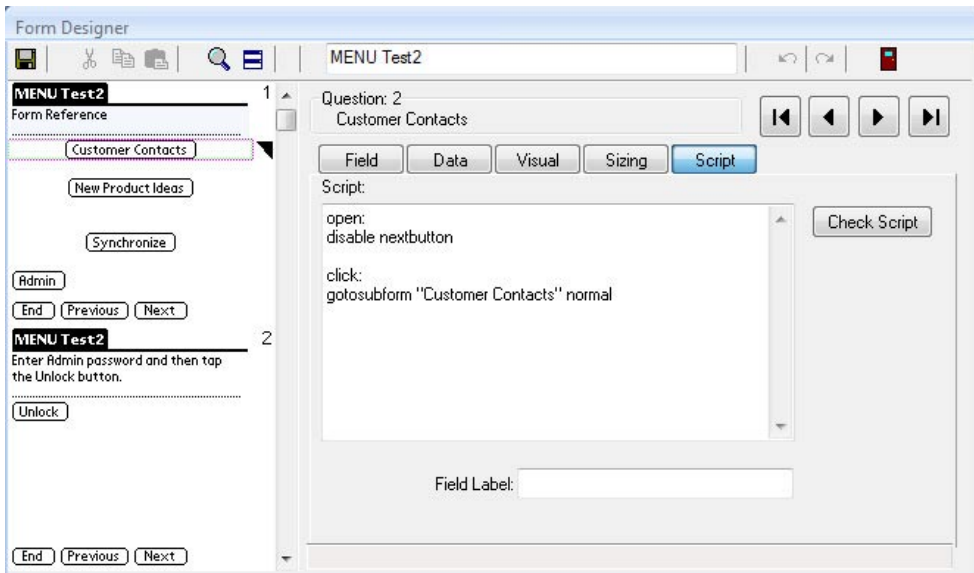 Form Designer
MENU Test2
MENU Test2 1
Form Reference
Customer Contacts
New Product Ideas
Synchronize
Admin
End Previous Next
MENU Test2 2
Enter Admin password and then tap
the Unlock button.
Unlock
End Previous Next
Question: 2
Customer Contacts
Field Data Visual Sizing Script
Script:
open:
disable nextbutton
click:
gotosubform "Customer Contacts" normal
Check Script
Field Label: